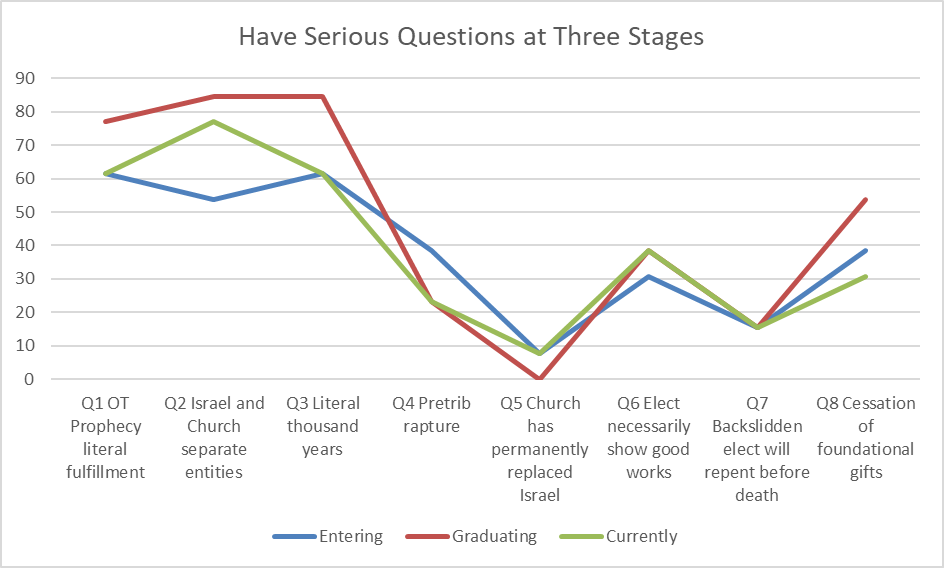 Have Serious Questions at Three Stages
90
80
70
60
50
40
30
20
10
0
Q1 OT
Prophecy
literal
fulfillment
Q2 Israel and
Church
separate
entities
Q3 Literal
thousand
years
Q4 Pretrib
rapture
Q5 Church
has
permanently
replaced
Israel
Q6 Elect
necessarily
show good
works
Q7
Backslidden
elect will
repent before
death
Q8 Cessation
of
foundational
gifts
Entering
Graduating
Currently